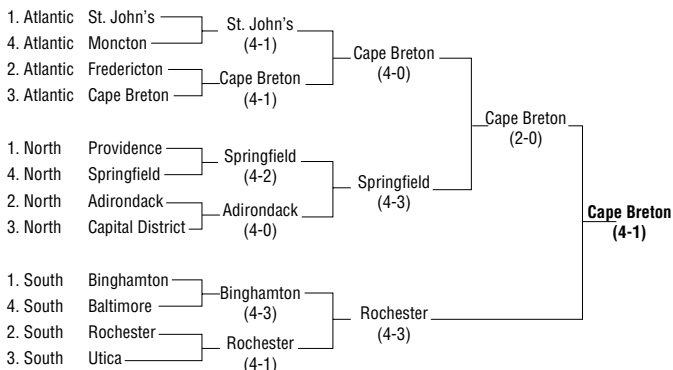 1. Atlantic St. John’s
4. Atlantic Moncton
2. Atlantic Fredericton
3. Atlantic Cape Breton
1. North Providence
4. North Springfield
2. North Adirondack
3. North Capital District
1. South Binghamton
4. South Baltimore
2. South Rochester
3. South Utica
St. John’s
(4-1)
Cape Breton
(4-1)
Springfield
(4-2)
Adirondack
(4-0)
Binghamton
(4-3)
Rochester
(4-1)
Cape Breton
(4-0)
Springfield
(4-3)
Rochester
(4-3)
Cape Breton
(2-0)
Cape Breton
(4-1)